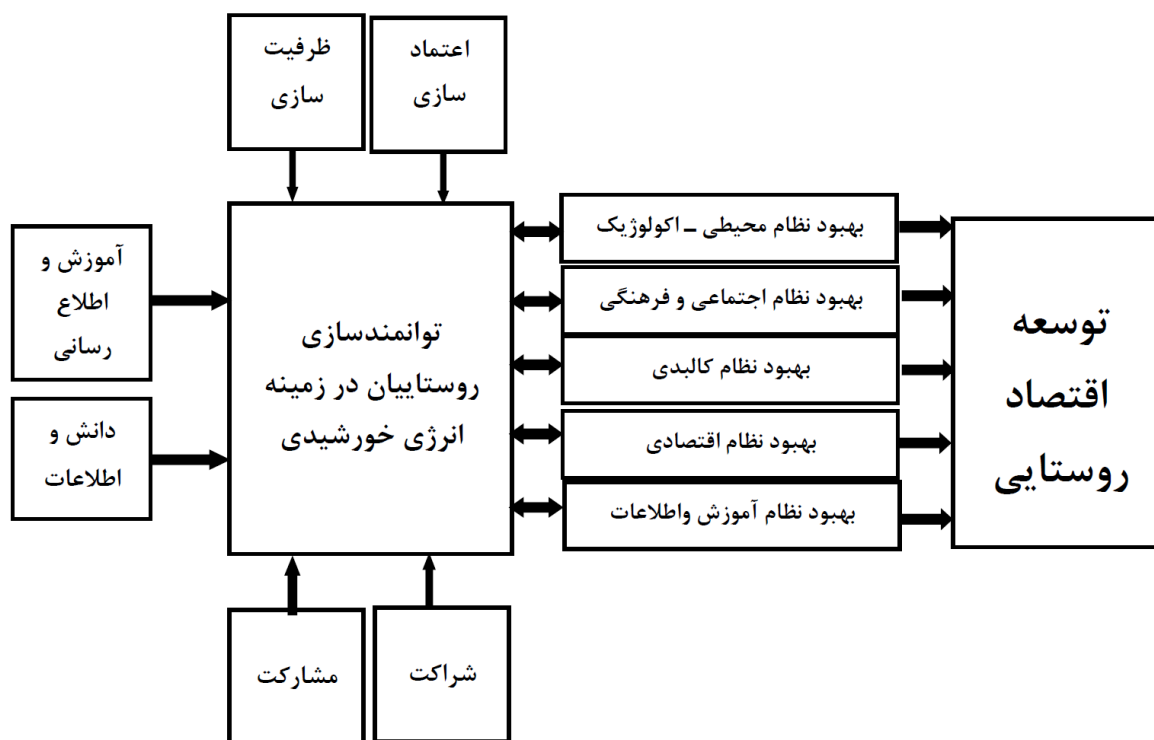 ظرفیت
سازی
اعتماد
سازی
آموزش و
اطلاع
رسانی
دانش و
اطلاعات
توانمندسازی
روستاییان در زمینه
انرژی خورشیدی
مشارکت
شراکت
بهبود نظام محیطی – اکولوژیک
بهبود نظام اجتماعی و فرهنگی
بهبود نظام کالبدی
بهبود نظام اقتصادی
بهبود نظام آموزش واطلاعات
توسعه
اقتصاد
روستایی